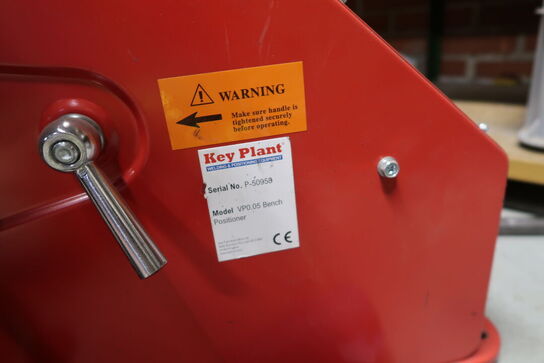 WARNING
Make sure handle is
tightened securely
before operating.
Key Plant
WELDING & POSITIONING EQUIPMENT
Serial No. P-50958
Model VP0.05 Bench
Positioner
CE